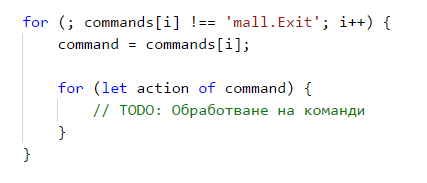 for (; commands[i] !== 'mall.Exit'; i++) {
command = commands[i];
for (let action of command) {
// TODO: Обработване на команди
}
}